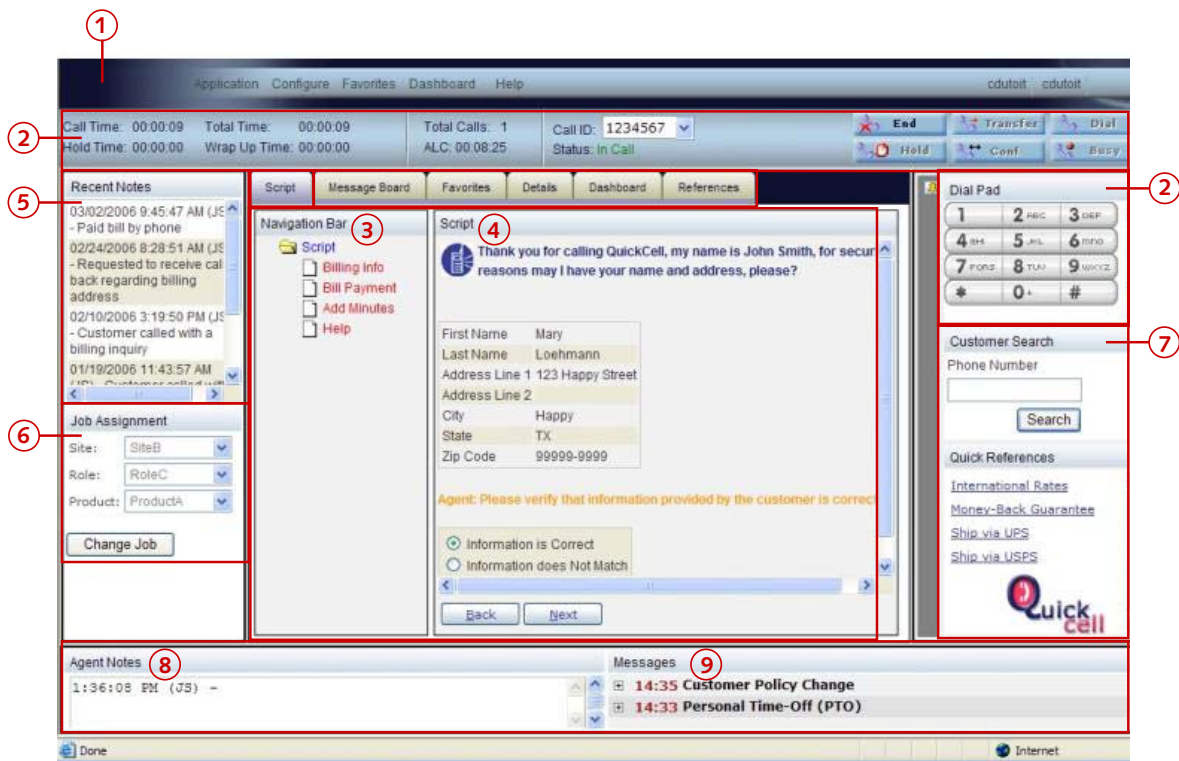 1
Application Configure Favorites Dashboard Help cdutoit cdutoit
2
Call Time: 00:00:09 Total Time: 00:00:09 Total Calls: 1 Call ID: 1234567 End Transfer Dial
Hold Time: 00:00:00 Wrap Up Time: 00:00:00 ALC: 00:08:25 Status: In Call Hold Conf Busy
5
Recent Notes
03/02/2006 9:45:47 AM (JS
- Paid bill by phone
02/24/2006 8:28:51 AM (JS
- Requested to receive cal
back regarding billing
address
02/10/2006 3:19:50 PM (JS
- Customer called with a
billing inquiry
01/19/2006 11:43:57 AM
(JS) - Customer called with
6
Job Assignment
Site: SiteB
Role: RoleC
Product: ProductA
Change Job
Script Message Board Favorites Details Dashboard References
Navigation Bar 3
Script
Billing Info
Bill Payment
Add Minutes
Help
Script 4
Thank you for calling QuickCell, my name is John Smith, for secur
reasons may I have your name and address, please?
First Name Mary
Last Name Loehmann
Address Line 1 123 Happy Street
Address Line 2
City Happy
State TX
Zip Code 99999-9999
Agent: Please verify that information provided by the customer is correc
Information is Correct
Information does Not Match
Back Next
Dial Pad 2
1 2 ABC 3 DEF
4 GHI 5 JKL 6 mno
7 PQRS 8 TUV 9 WXYZ
* 0+ #
Customer Search 7
Phone Number
Search
Quick References
International Rates
Money-Back Guarantee
Ship via UPS
Ship via USPS
Quick
cell
Agent Notes 8
1:36:08 PM (JS) -
Messages 9
14:35 Customer Policy Change
14:33 Personal Time-Off (PTO)
Done Internet